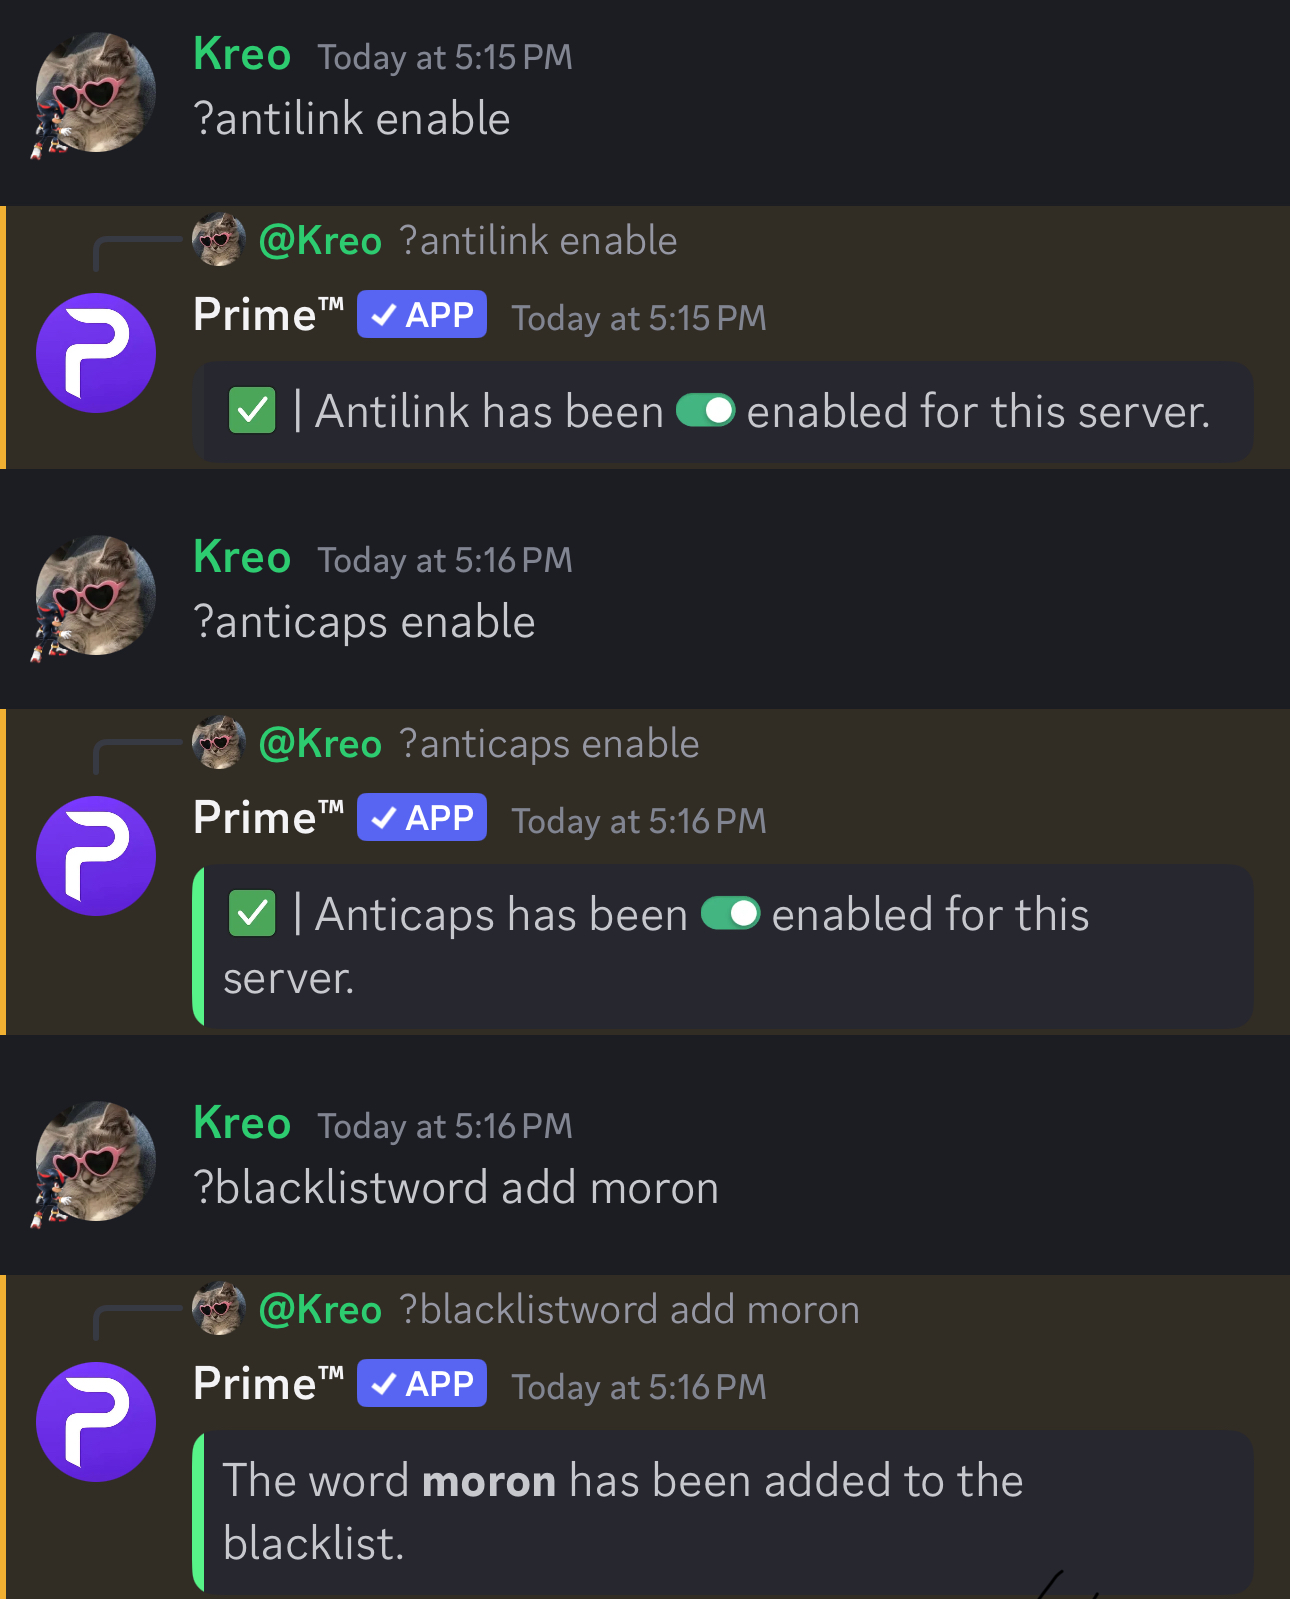 Kreo Today at 5:15 PM
?antilink enable
@Kreo ?antilink enable
Prime™ ✓ APP Today at 5:15 PM
✅ | Antilink has been enabled for this server.
Kreo Today at 5:16 PM
?anticaps enable
@Kreo ?anticaps enable
Prime™ ✓ APP Today at 5:16 PM
✅ | Anticaps has been enabled for this
server.
Kreo Today at 5:16 PM
?blacklistword add moron
@Kreo ?blacklistword add moron
Prime™ ✓ APP Today at 5:16 PM
The word moron has been added to the
blacklist.